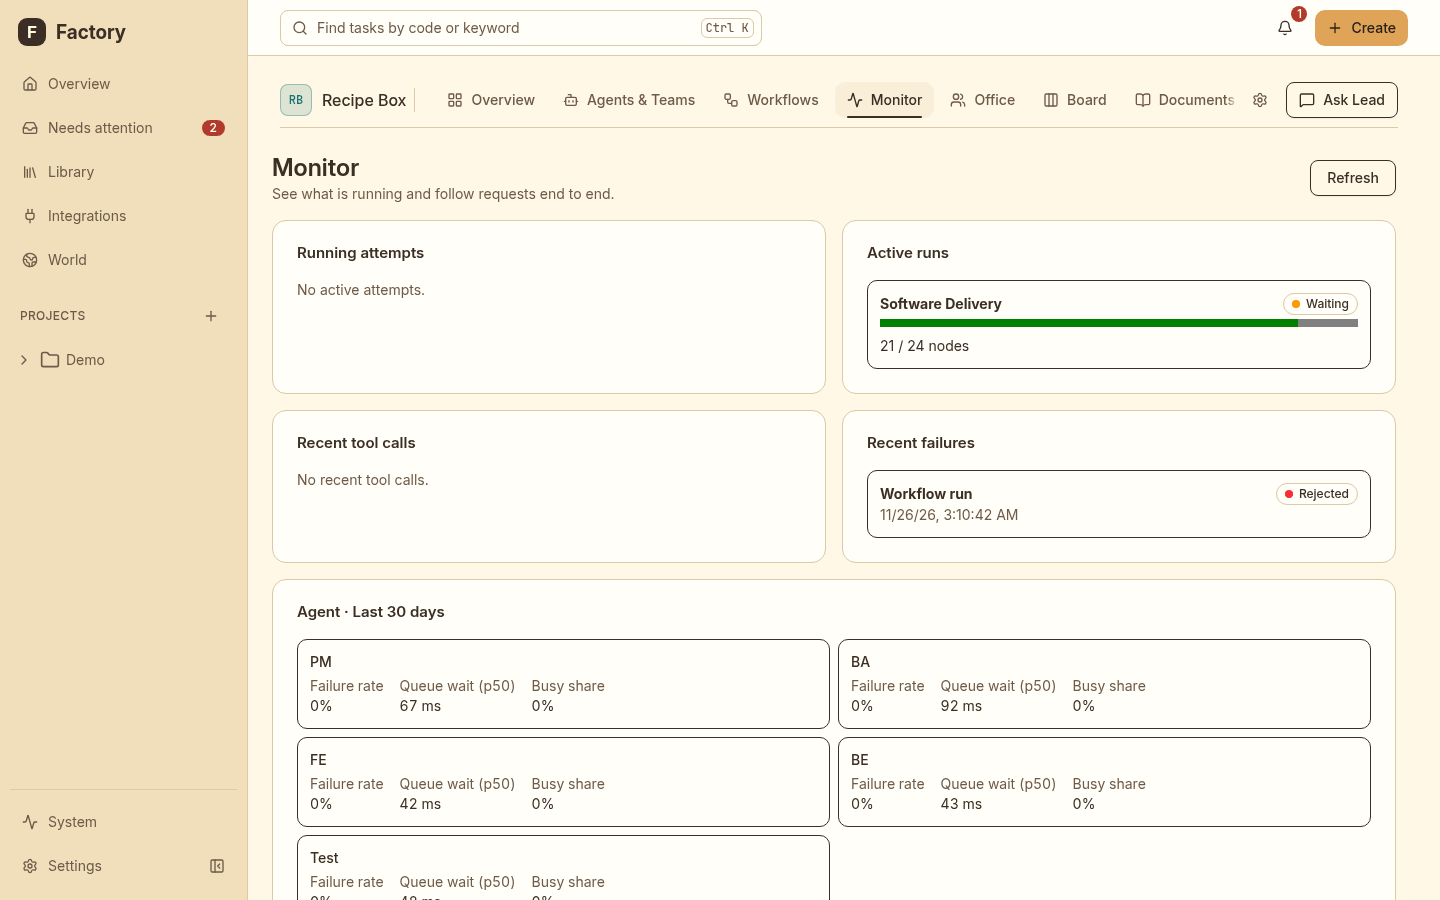 F Factory
Find tasks by code or keyword
Ctrl K
1
Create
Overview
Needs attention
2
Library
Integrations
World
PROJECTS
Demo
System
Settings
RB Recipe Box
Overview
Agents & Teams
Workflows
Monitor
Office
Board
Documents
Ask Lead
Monitor
See what is running and follow requests end to end.
Refresh
Running attempts
No active attempts.
Active runs
Software Delivery
Waiting
21 / 24 nodes
Recent tool calls
No recent tool calls.
Recent failures
Workflow run
Rejected
11/26/26, 3:10:42 AM
Agent · Last 30 days
PM
Failure rate Queue wait (p50) Busy share
0% 67 ms 0%
BA
Failure rate Queue wait (p50) Busy share
0% 92 ms 0%
FE
Failure rate Queue wait (p50) Busy share
0% 42 ms 0%
BE
Failure rate Queue wait (p50) Busy share
0% 43 ms 0%
Test
Failure rate Queue wait (p50) Busy share